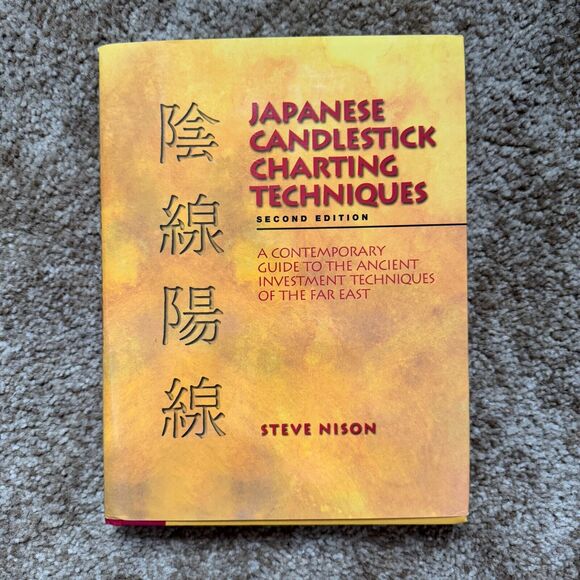 陰線陽線
JAPANESE
CANDLESTICK
CHARTING
TECHNIQUES
SECOND EDITION
A CONTEMPORARY
GUIDE TO THE ANCIENT
INVESTMENT TECHNIQUES
OF THE FAR EAST
STEVE NISON